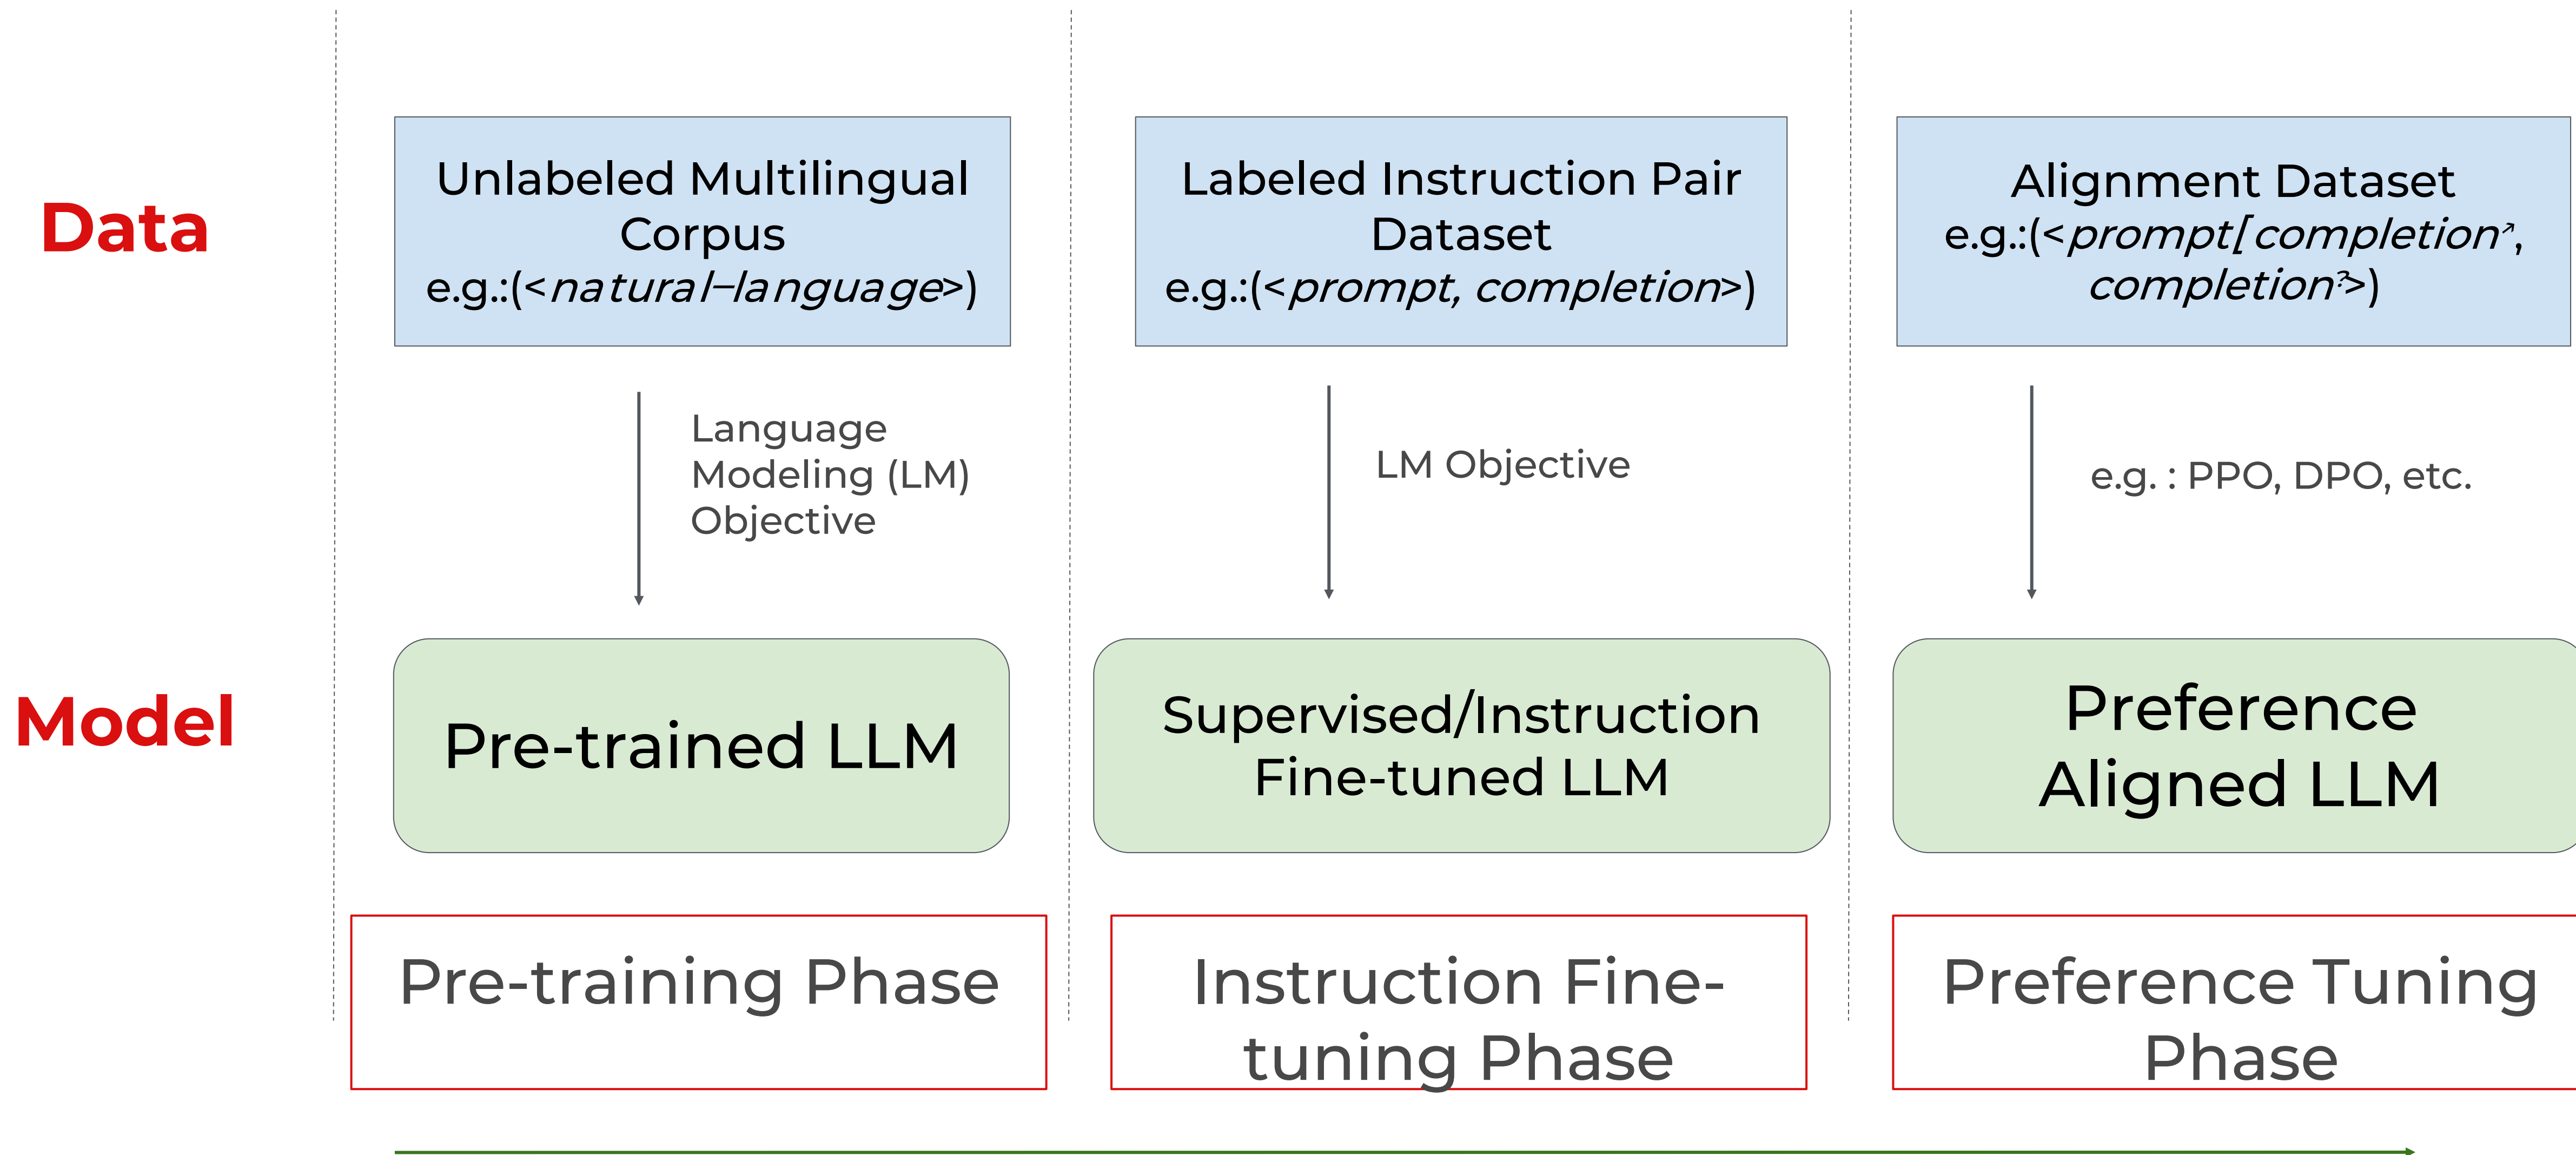 Data
Unlabeled Multilingual
Corpus
e.g.:(<natural-language>)
Labeled Instruction Pair
Dataset
e.g.:(<prompt, completion>)
Alignment Dataset
e.g.:(<prompt[completion↗,
completion?>)
Language
Modeling (LM)
Objective
LM Objective
e.g. : PPO, DPO, etc.
Model
Pre-trained LLM
Supervised/Instruction
Fine-tuned LLM
Preference
Aligned LLM
Pre-training Phase
Instruction Fine-
tuning Phase
Preference Tuning
Phase